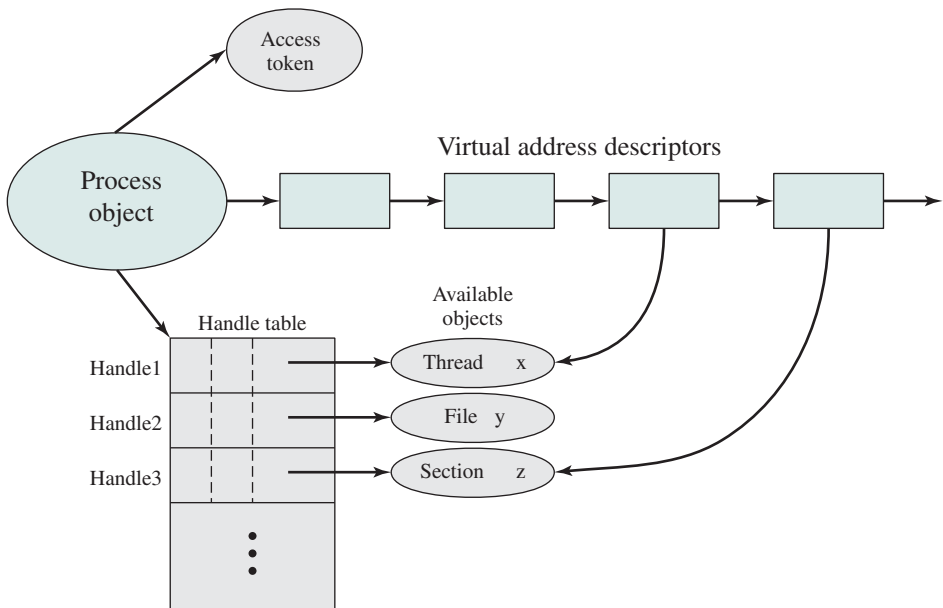 Access
token
Virtual address descriptors
Process
object
Available
objects
Handle table
Handle1
Thread x
Handle2
File y
Handle3
Section z